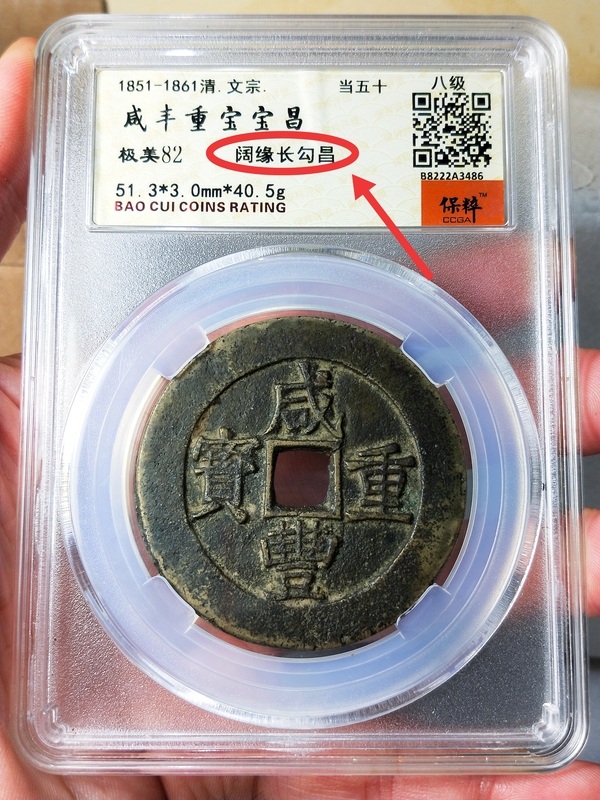 1851-1861清.文宗. 当五十 八级
咸丰重宝宝昌
极美82 阔缘长勾昌
B8222A3486
51.3*3.0mm*40.5g
BAO CUI COINS RATING
保粹™
CCGA
咸豐重寶